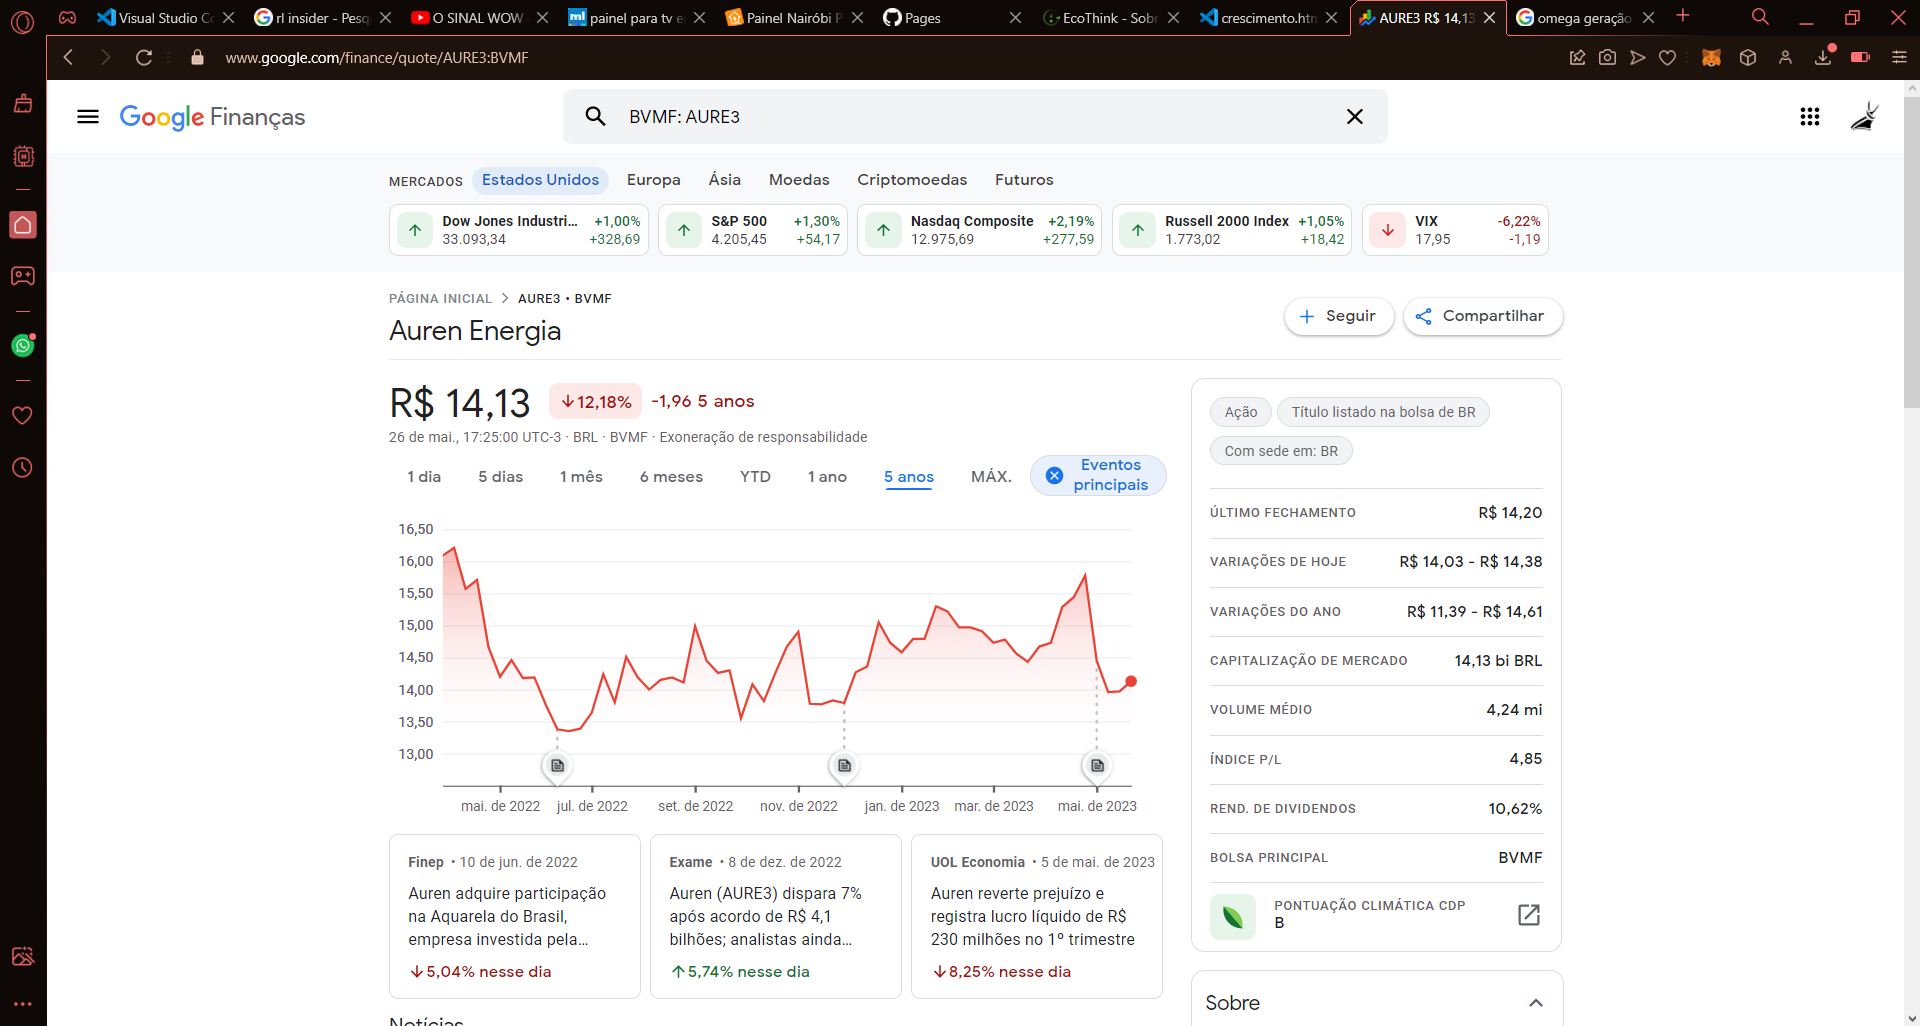 Visual Studio Co
rl insider - Pesq
O SINAL WOW
painel para tv e
Painel Nairóbi P
Pages
EcoThink - Sobr
crescimento.htm
AURE3 R$ 14,13
omega geração
www.google.com/finance/quote/AURE3:BVMF
Google Finanças
BVMF: AURE3
MERCADOS
Estados Unidos
Europa
Ásia
Moedas
Criptomoedas
Futuros
Dow Jones Industri... +1,00%
33.093,34 +328,69
S&P 500 +1,30%
4.205,45 +54,17
Nasdaq Composite +2,19%
12.975,69 +277,59
Russell 2000 Index +1,05%
1.773,02 +18,42
VIX -6,22%
17,95 -1,19
PÁGINA INICIAL > AURE3 • BVMF
Auren Energia
Seguir
Compartilhar
R$ 14,13 ↓12,18% -1,96 5 anos
26 de mai., 17:25:00 UTC-3 · BRL · BVMF · Exoneração de responsabilidade
1 dia
5 dias
1 mês
6 meses
YTD
1 ano
5 anos
MÁX.
Eventos
principais
16,50
16,00
15,50
15,00
14,50
14,00
13,50
13,00
mai. de 2022
jul. de 2022
set. de 2022
nov. de 2022
jan. de 2023
mar. de 2023
mai. de 2023
Finep • 10 de jun. de 2022
Auren adquire participação
na Aquarela do Brasil,
empresa investida pela...
↓5,04% nesse dia
Exame • 8 de dez. de 2022
Auren (AURE3) dispara 7%
após acordo de R$ 4,1
bilhões; analistas ainda...
↑5,74% nesse dia
UOL Economia • 5 de mai. de 2023
Auren reverte prejuízo e
registra lucro líquido de R$
230 milhões no 1º trimestre
↓8,25% nesse dia
Notícias
Ação
Título listado na bolsa de BR
Com sede em: BR
ÚLTIMO FECHAMENTO R$ 14,20
VARIAÇÕES DE HOJE R$ 14,03 - R$ 14,38
VARIAÇÕES DO ANO R$ 11,39 - R$ 14,61
CAPITALIZAÇÃO DE MERCADO 14,13 bi BRL
VOLUME MÉDIO 4,24 mi
ÍNDICE P/L 4,85
REND. DE DIVIDENDOS 10,62%
BOLSA PRINCIPAL BVMF
PONTUAÇÃO CLIMÁTICA CDP
B
Sobre